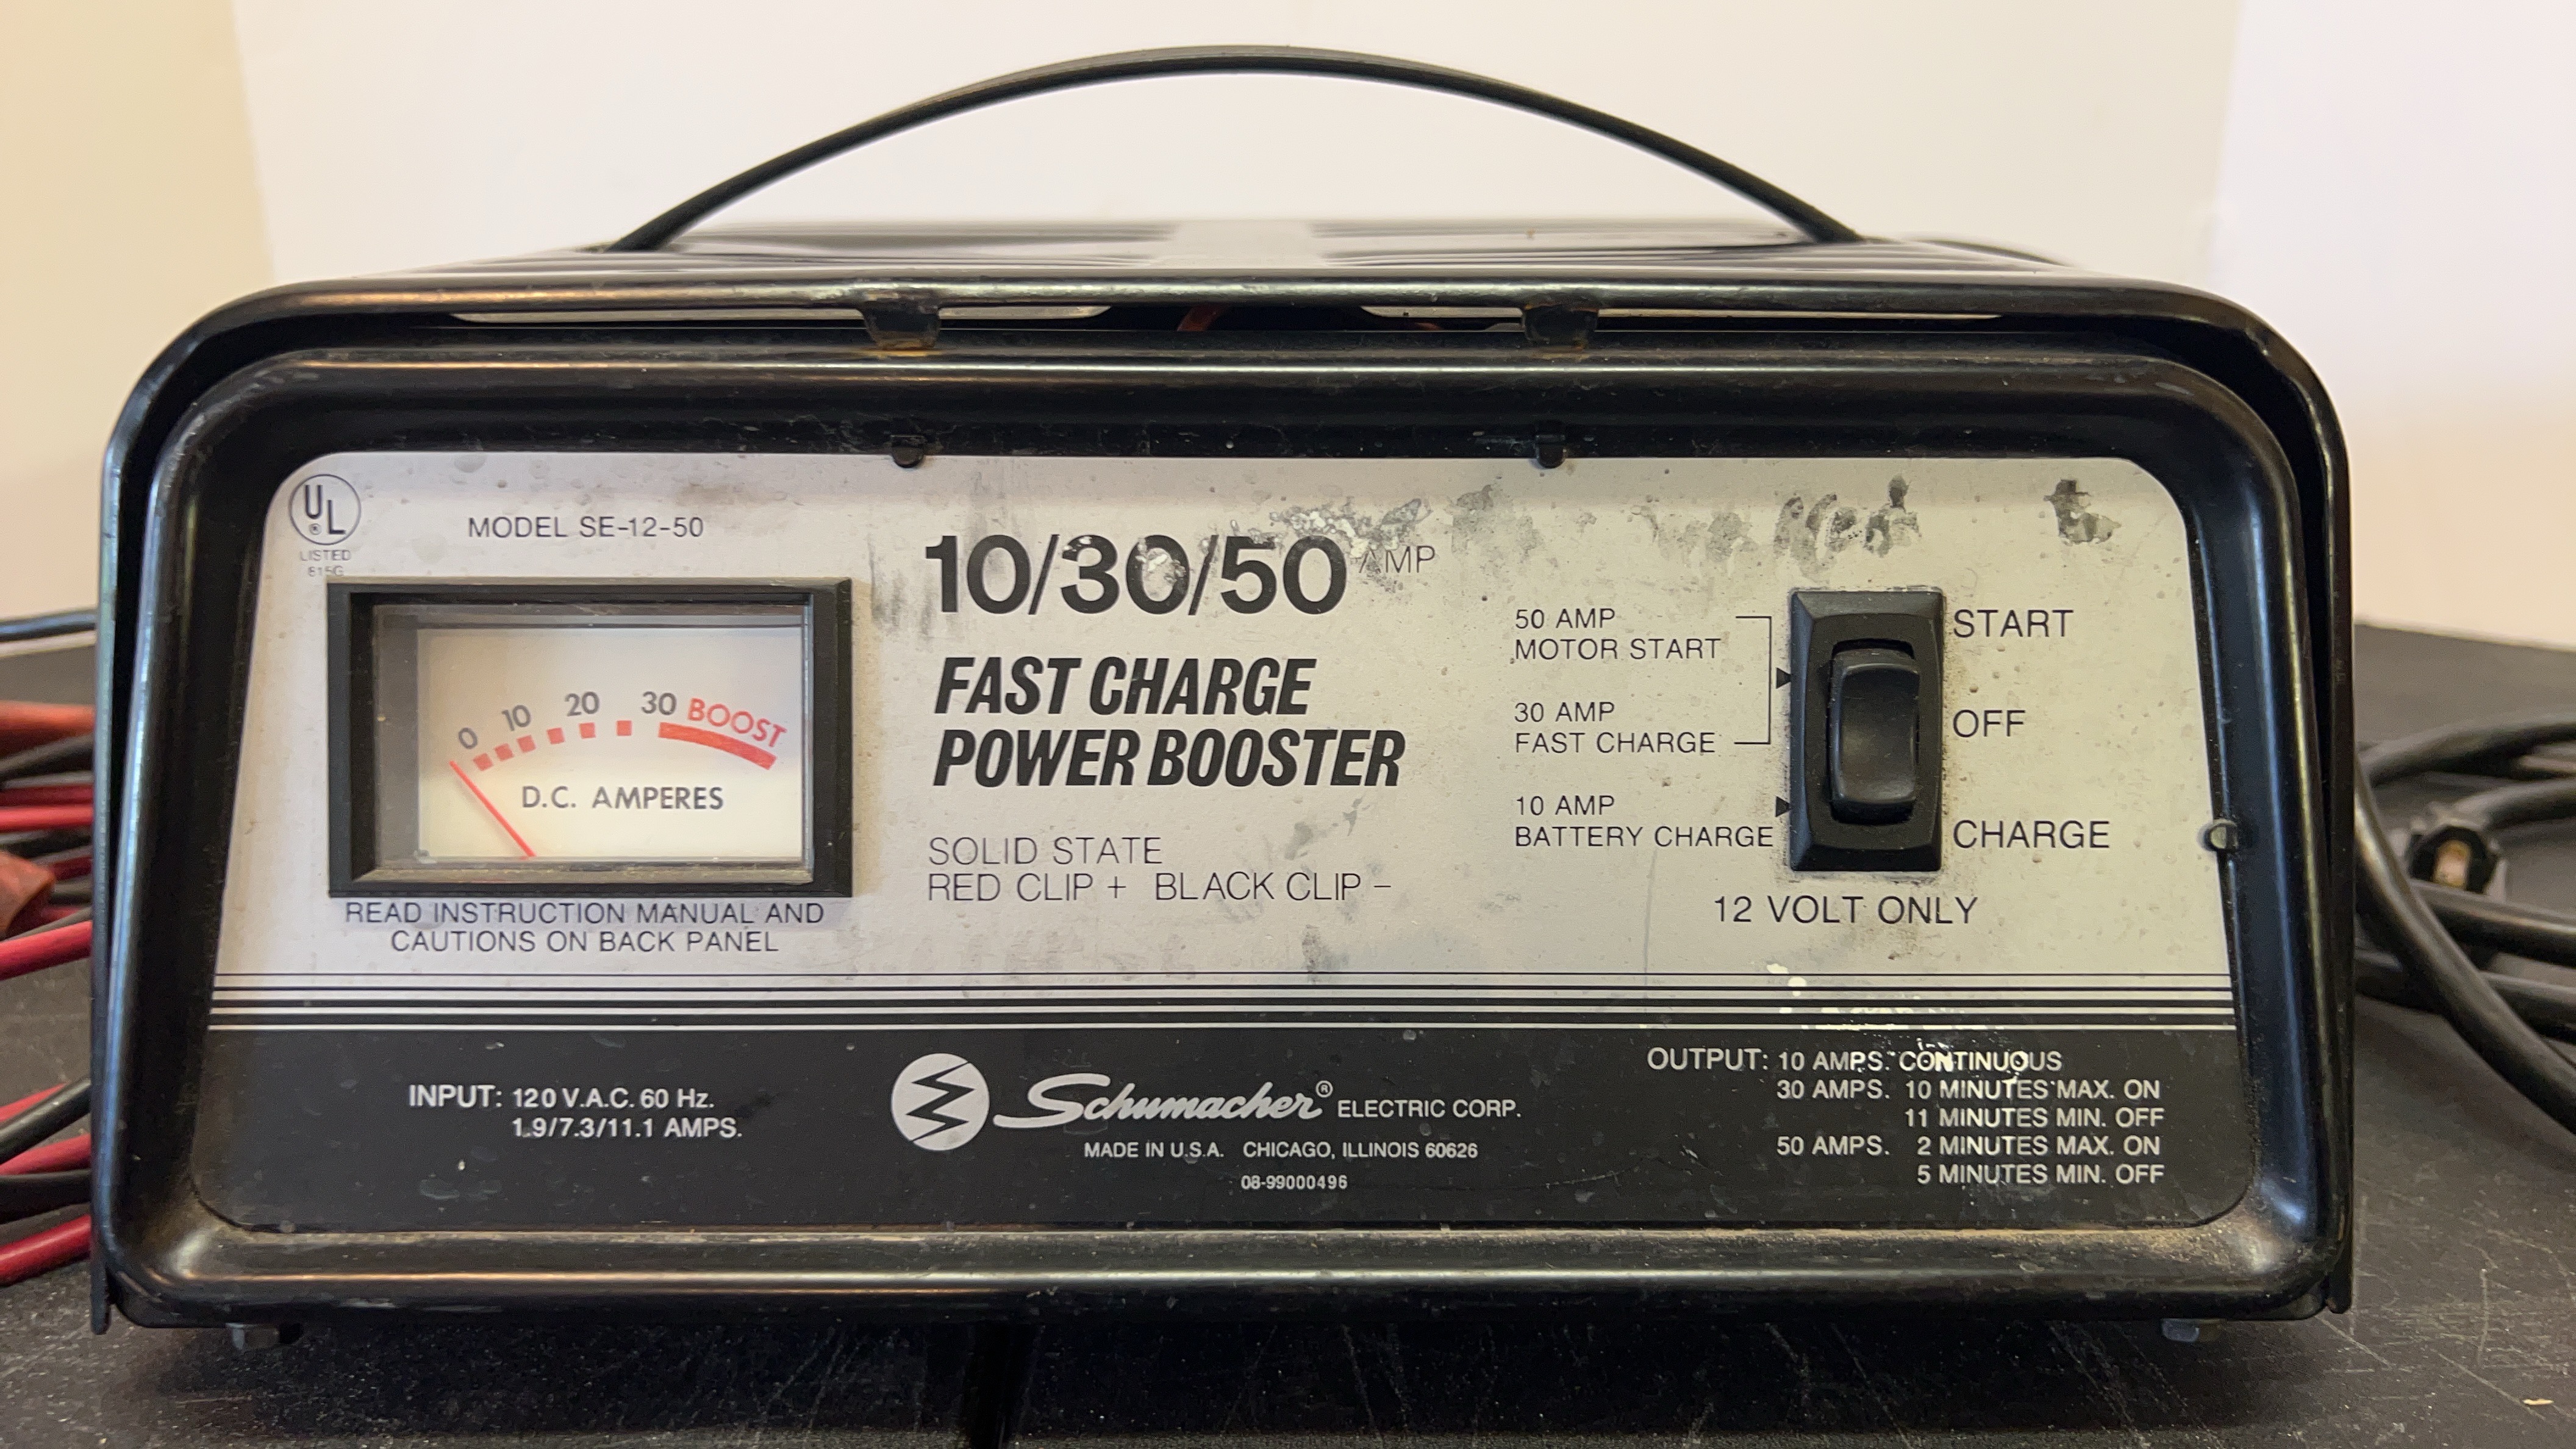 UL
®
LISTED
MODEL SE-12-50
0 10 20 30 BOOST
D.C. AMPERES
READ INSTRUCTION MANUAL AND
CAUTIONS ON BACK PANEL
10/30/50 AMP
FAST CHARGE
POWER BOOSTER
SOLID STATE
RED CLIP + BLACK CLIP -
50 AMP
MOTOR START
30 AMP
FAST CHARGE
10 AMP
BATTERY CHARGE
START
OFF
CHARGE
12 VOLT ONLY
INPUT: 120 V.A.C. 60 Hz.
1.9/7.3/11.1 AMPS.
Schumacher® ELECTRIC CORP.
MADE IN U.S.A. CHICAGO, ILLINOIS 60626
08-99000496
OUTPUT: 10 AMPS. CONTINUOUS
30 AMPS. 10 MINUTES MAX. ON
11 MINUTES MIN. OFF
50 AMPS. 2 MINUTES MAX. ON
5 MINUTES MIN. OFF